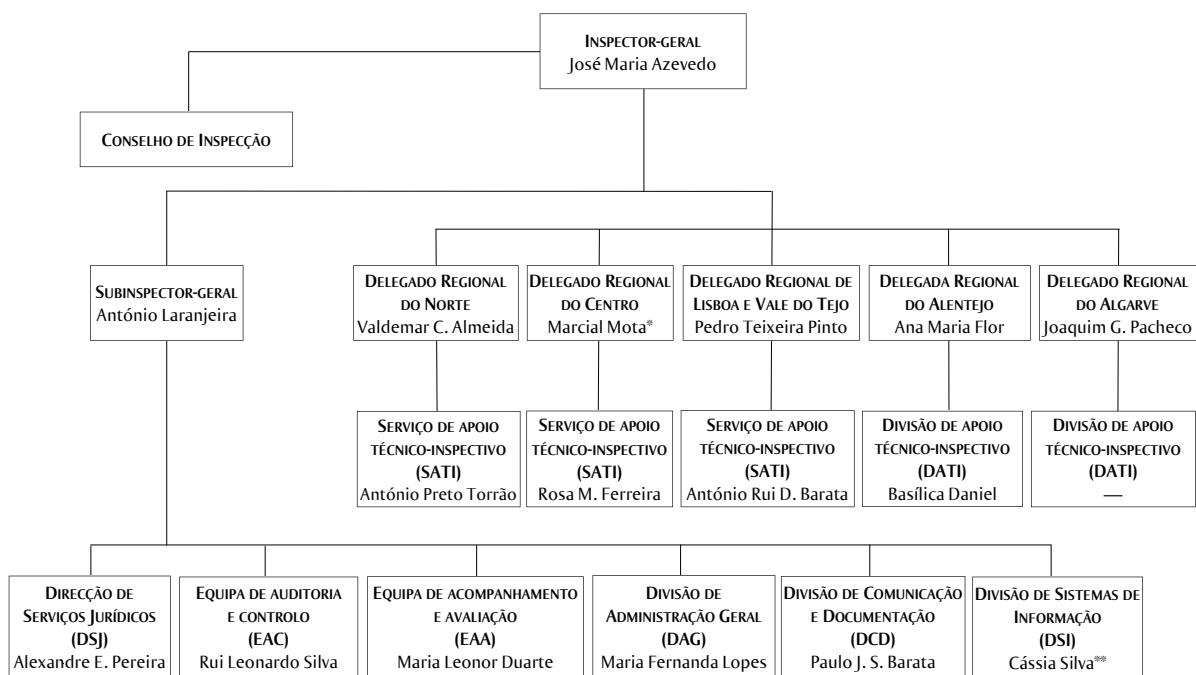 INSPECTOR-GERAL
José Maria Azevedo
CONSELHO DE INSPECÇÃO
SUBINSPECTOR-GERAL
António Laranjeira
DELEGADO REGIONAL
DO NORTE
Valdemar C. Almeida
DELEGADO REGIONAL
DO CENTRO
Marcial Mota*
DELEGADO REGIONAL DE
LISBOA E VALE DO TEJO
Pedro Teixeira Pinto
DELEGADA REGIONAL
DO ALENTEJO
Ana Maria Flor
DELEGADO REGIONAL
DO ALGARVE
Joaquim G. Pacheco
SERVIÇO DE APOIO
TÉCNICO-INSPECTIVO
(SATI)
António Preto Torrão
SERVIÇO DE APOIO
TÉCNICO-INSPECTIVO
(SATI)
Rosa M. Ferreira
SERVIÇO DE APOIO
TÉCNICO-INSPECTIVO
(SATI)
António Rui D. Barata
DIVISÃO DE APOIO
TÉCNICO-INSPECTIVO
(DATI)
Basílica Daniel
DIVISÃO DE APOIO
TÉCNICO-INSPECTIVO
(DATI)
—
DIRECÇÃO DE
SERVIÇOS JURÍDICOS
(DSJ)
Alexandre E. Pereira
EQUIPA DE AUDITORIA
E CONTROLO
(EAC)
Rui Leonardo Silva
EQUIPA DE ACOMPANHAMENTO
E AVALIAÇÃO
(EAA)
Maria Leonor Duarte
DIVISÃO DE
ADMINISTRAÇÃO GERAL
(DAG)
Maria Fernanda Lopes
DIVISÃO DE COMUNICAÇÃO
E DOCUMENTAÇÃO
(DCD)
Paulo J. S. Barata
DIVISÃO DE SISTEMAS DE
INFORMAÇÃO
(DSI)
Cássia Silva**